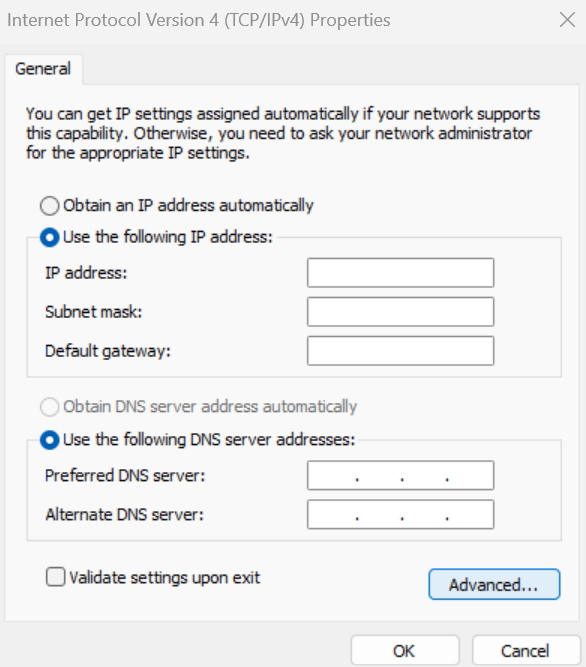 Internet Protocol Version 4 (TCP/IPv4) Properties
General
You can get IP settings assigned automatically if your network supports
this capability. Otherwise, you need to ask your network administrator
for the appropriate IP settings.
Obtain an IP address automatically
Use the following IP address:
IP address:
Subnet mask:
Default gateway:
Obtain DNS server address automatically
Use the following DNS server addresses:
Preferred DNS server: . . .
Alternate DNS server: . . .
Validate settings upon exit
Advanced...
OK Cancel